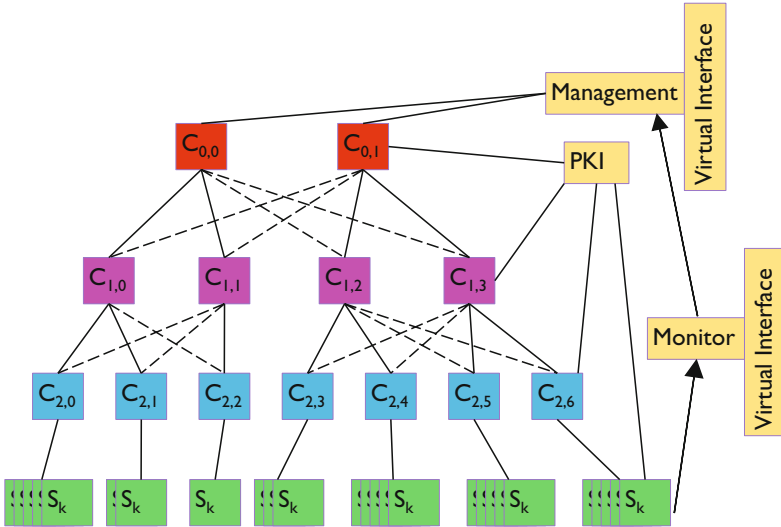 Management
Virtual Interface
C0,0
C0,1
PKI
C1,0
C1,1
C1,2
C1,3
Monitor
Virtual Interface
C2,0
C2,1
C2,2
C2,3
C2,4
C2,5
C2,6
Sk
Sk
Sk
Sk
Sk
Sk
Sk